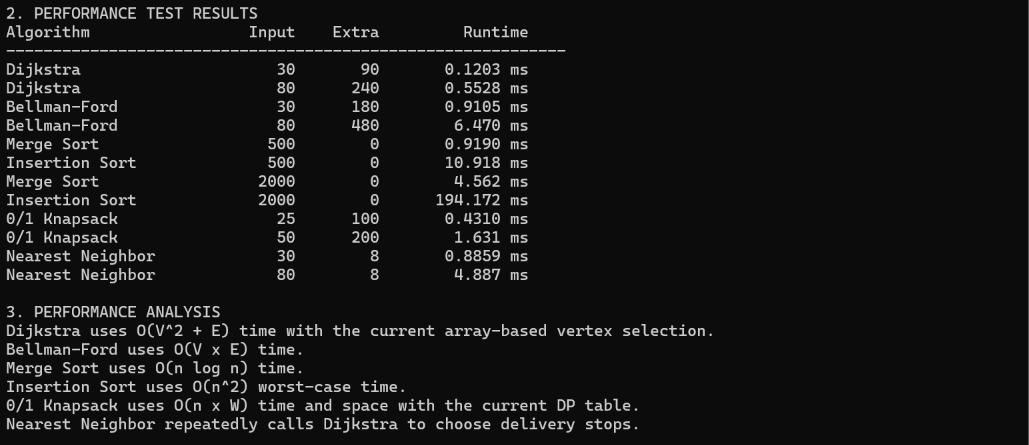 2. PERFORMANCE TEST RESULTS
Algorithm Input Extra Runtime
------------------------------------------------------------
Dijkstra 30 90 0.1203 ms
Dijkstra 80 240 0.5528 ms
Bellman-Ford 30 180 0.9105 ms
Bellman-Ford 80 480 6.470 ms
Merge Sort 500 0 0.9190 ms
Insertion Sort 500 0 10.918 ms
Merge Sort 2000 0 4.562 ms
Insertion Sort 2000 0 194.172 ms
0/1 Knapsack 25 100 0.4310 ms
0/1 Knapsack 50 200 1.631 ms
Nearest Neighbor 30 8 0.8859 ms
Nearest Neighbor 80 8 4.887 ms
3. PERFORMANCE ANALYSIS
Dijkstra uses O(V^2 + E) time with the current array-based vertex selection.
Bellman-Ford uses O(V x E) time.
Merge Sort uses O(n log n) time.
Insertion Sort uses O(n^2) worst-case time.
0/1 Knapsack uses O(n x W) time and space with the current DP table.
Nearest Neighbor repeatedly calls Dijkstra to choose delivery stops.